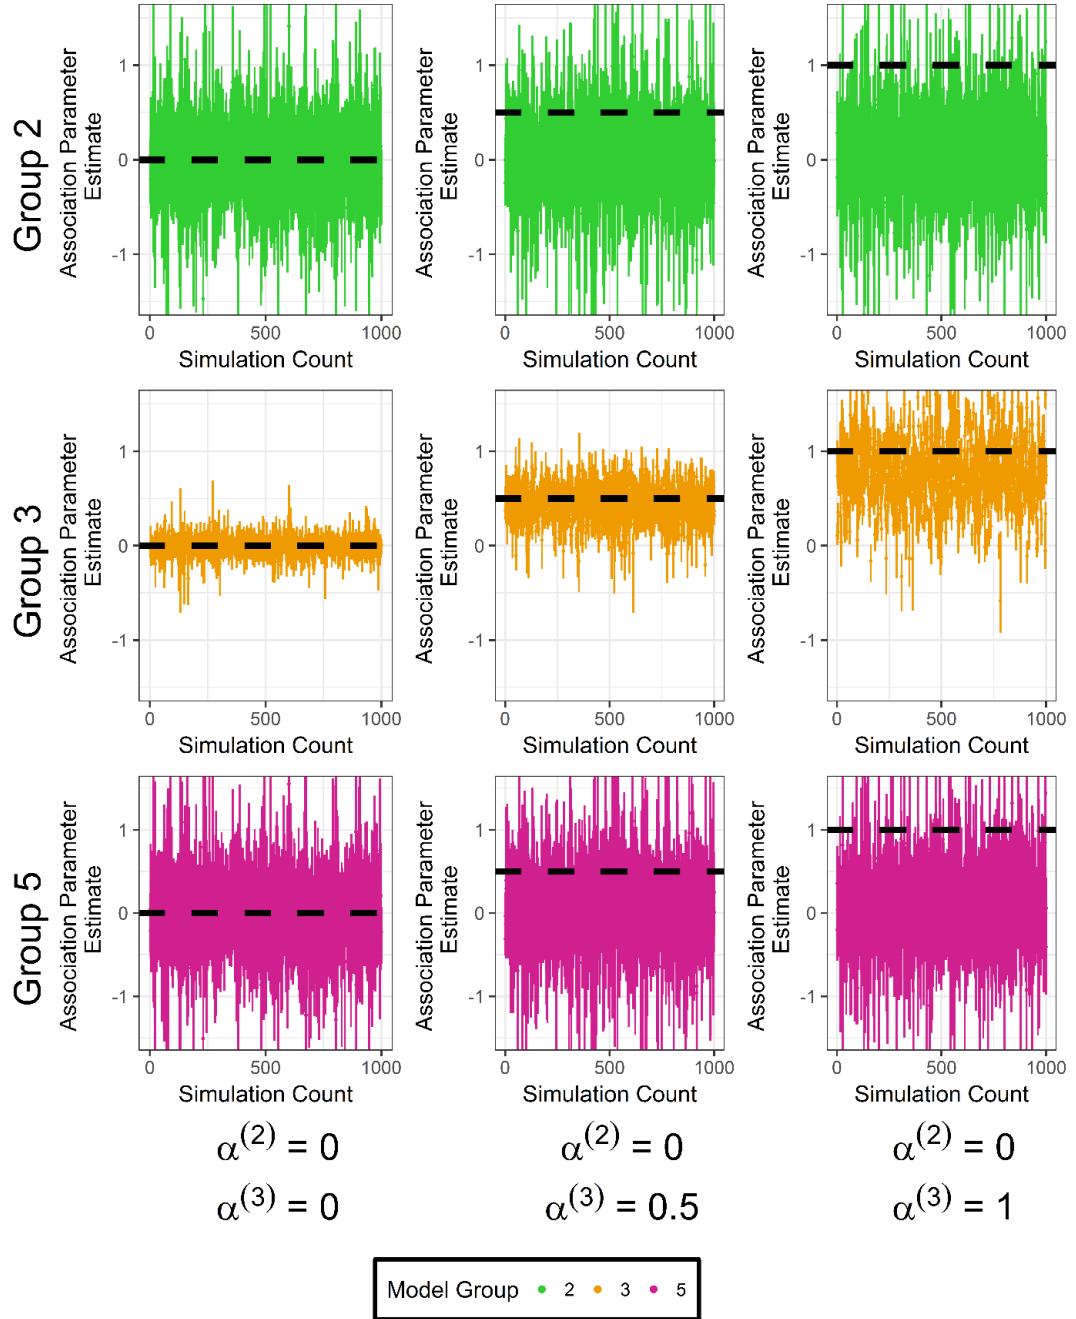 Group 2
Association Parameter
Estimate
1
0
-1
0
500
1000
Simulation Count
Association Parameter
Estimate
1
0
-1
0
500
1000
Simulation Count
Association Parameter
Estimate
1
0
-1
0
500
1000
Simulation Count
Group 3
Association Parameter
Estimate
1
0
-1
0
500
1000
Simulation Count
Association Parameter
Estimate
1
0
-1
0
500
1000
Simulation Count
Association Parameter
Estimate
1
0
-1
0
500
1000
Simulation Count
Group 5
Association Parameter
Estimate
1
0
-1
0
500
1000
Simulation Count
Association Parameter
Estimate
1
0
-1
0
500
1000
Simulation Count
Association Parameter
Estimate
1
0
-1
0
500
1000
Simulation Count
α(2) = 0
α(2) = 0
α(2) = 0
α(3) = 0
α(3) = 0.5
α(3) = 1
Model Group 2 3 5